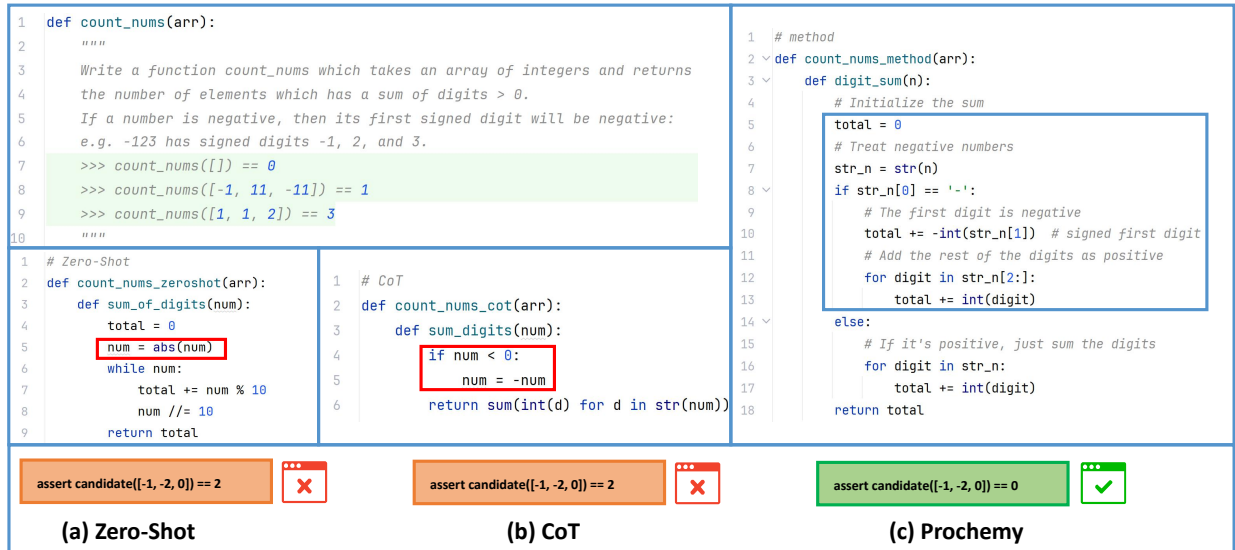 1 def count_nums(arr):
2 """
3 Write a function count_nums which takes an array of integers and returns
4 the number of elements which has a sum of digits > 0.
5 If a number is negative, then its first signed digit will be negative:
6 e.g. -123 has signed digits -1, 2, and 3.
7 >>> count_nums([]) == 0
8 >>> count_nums([-1, 11, -11]) == 1
9 >>> count_nums([1, 1, 2]) == 3
10 """
1 # Zero-Shot
2 def count_nums_zeroshot(arr):
3 def sum_of_digits(num):
4 total = 0
5 num = abs(num)
6 while num:
7 total += num % 10
8 num //= 10
9 return total
1 # CoT
2 def count_nums_cot(arr):
3 def sum_digits(num):
4 if num < 0:
5 num = -num
6 return sum(int(d) for d in str(num))
1 # method
2 def count_nums_method(arr):
3 def digit_sum(n):
4 # Initialize the sum
5 total = 0
6 # Treat negative numbers
7 str_n = str(n)
8 if str_n[0] == '-':
9 # The first digit is negative
10 total += -int(str_n[1]) # signed first digit
11 # Add the rest of the digits as positive
12 for digit in str_n[2:]:
13 total += int(digit)
14 else:
15 # If it's positive, just sum the digits
16 for digit in str_n:
17 total += int(digit)
18 return total
assert candidate([-1, -2, 0]) == 2
assert candidate([-1, -2, 0]) == 2
assert candidate([-1, -2, 0]) == 0
(a) Zero-Shot
(b) CoT
(c) Prochemy